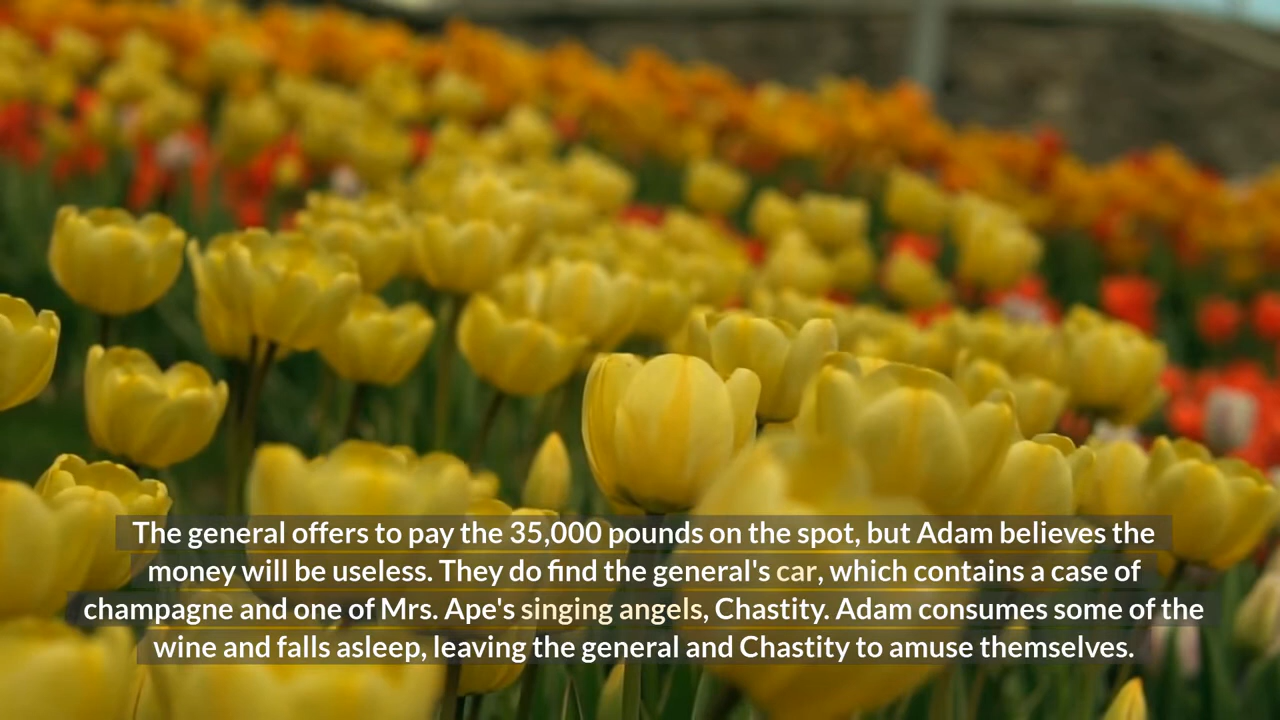 The general offers to pay the 35,000 pounds on the spot, but Adam believes the
money will be useless. They do find the general's car, which contains a case of
champagne and one of Mrs. Ape's singing angels, Chastity. Adam consumes some of the
wine and falls asleep, leaving the general and Chastity to amuse themselves.